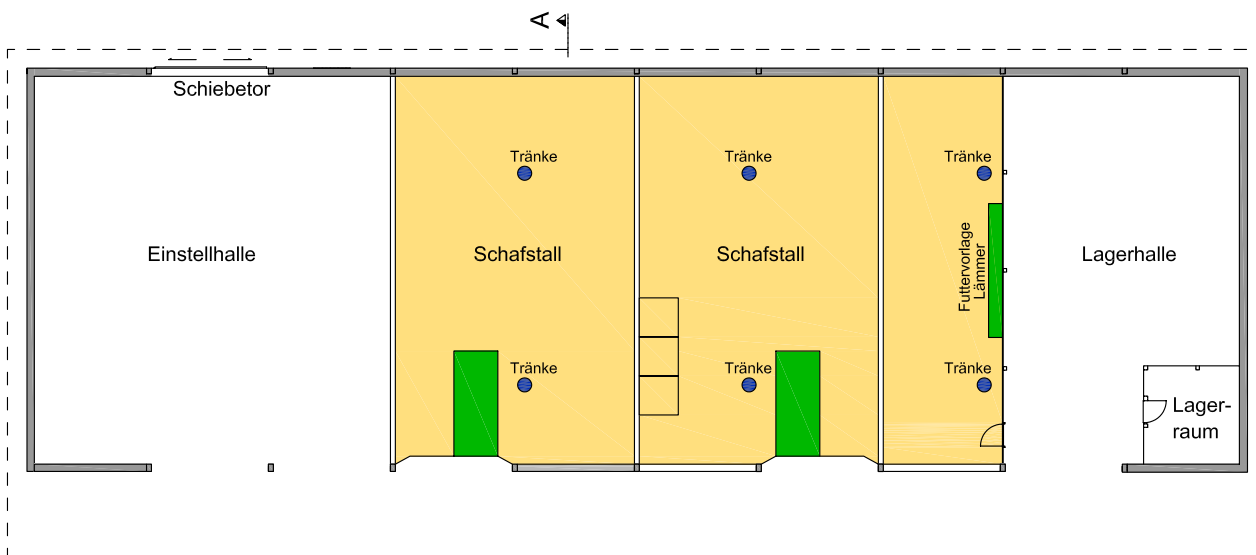 A
Schiebetor
Tränke
Tränke
Tränke
Einstellhalle
Schafstall
Schafstall
Futtervorlage
Lämmer
Lagerhalle
Tränke
Tränke
Tränke
Lager-
raum